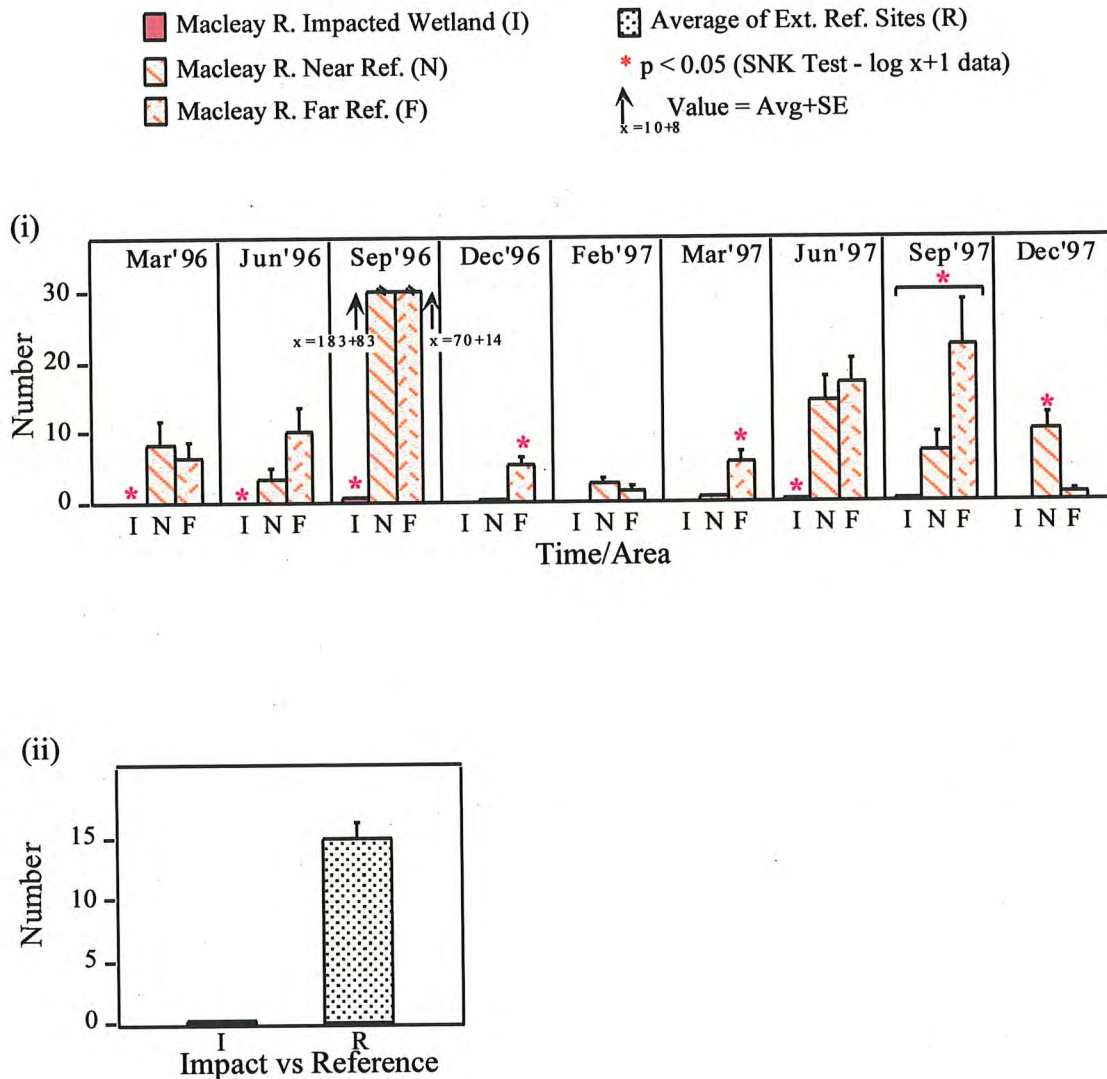 Macleay R. Impacted Wetland (I)
Macleay R. Near Ref. (N)
Macleay R. Far Ref. (F)
Average of Ext. Ref. Sites (R)
* p < 0.05 (SNK Test - log x+1 data)
Value = Avg+SE
x =10+8
(i)
Mar'96 Jun'96 Sep'96 Dec'96 Feb'97 Mar'97 Jun'97 Sep'97 Dec'97
Number
30
20
10
0
x=183+83
x=70+14
* * * * * * * *
I N F I N F I N F I N F I N F I N F I N F I N F I N F
Time/Area
(ii)
Number
15
10
5
0
I R
Impact vs Reference